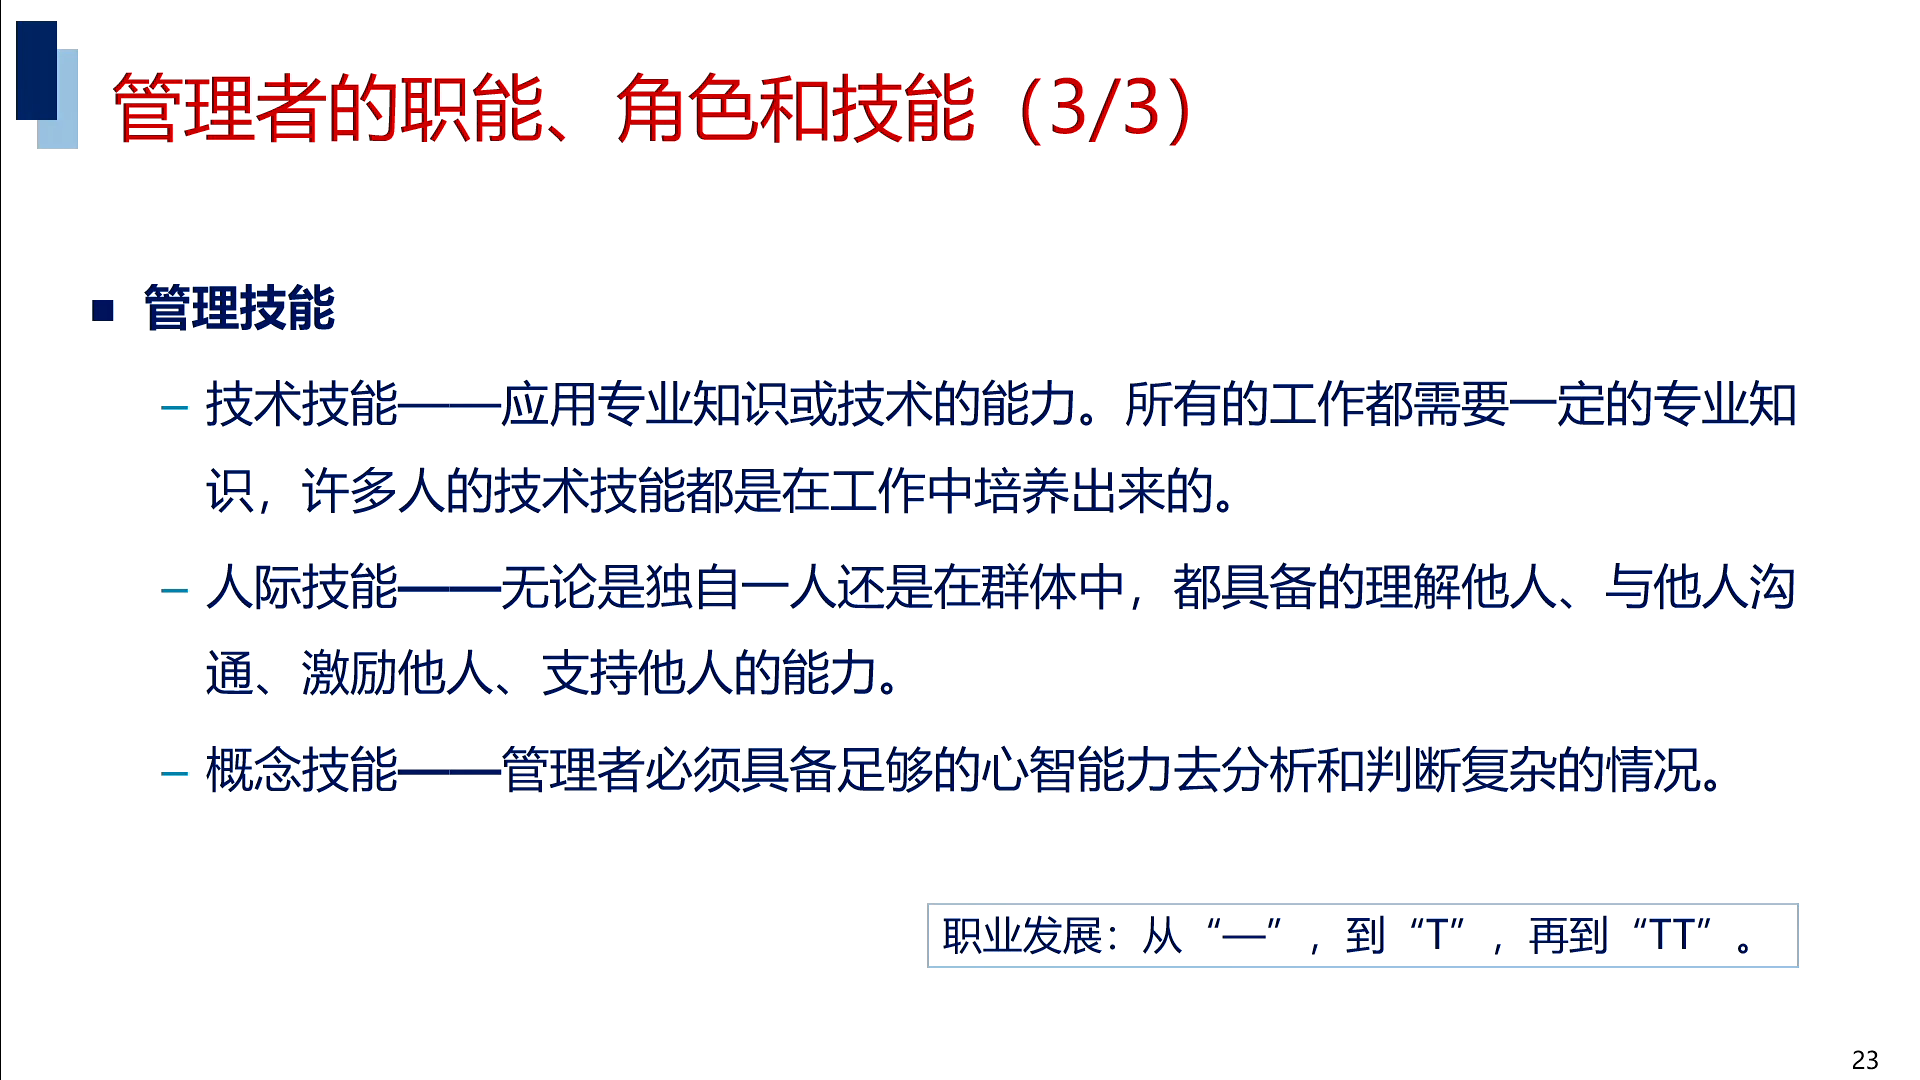 管理者的职能、角色和技能（3/3）
■ 管理技能
– 技术技能——应用专业知识或技术的能力。所有的工作都需要一定的专业知
识，许多人的技术技能都是在工作中培养出来的。
– 人际技能——无论是独自一人还是在群体中，都具备的理解他人、与他人沟
通、激励他人、支持他人的能力。
– 概念技能——管理者必须具备足够的心智能力去分析和判断复杂的情况。
职业发展：从“—”，到“T”，再到“TT”。
23